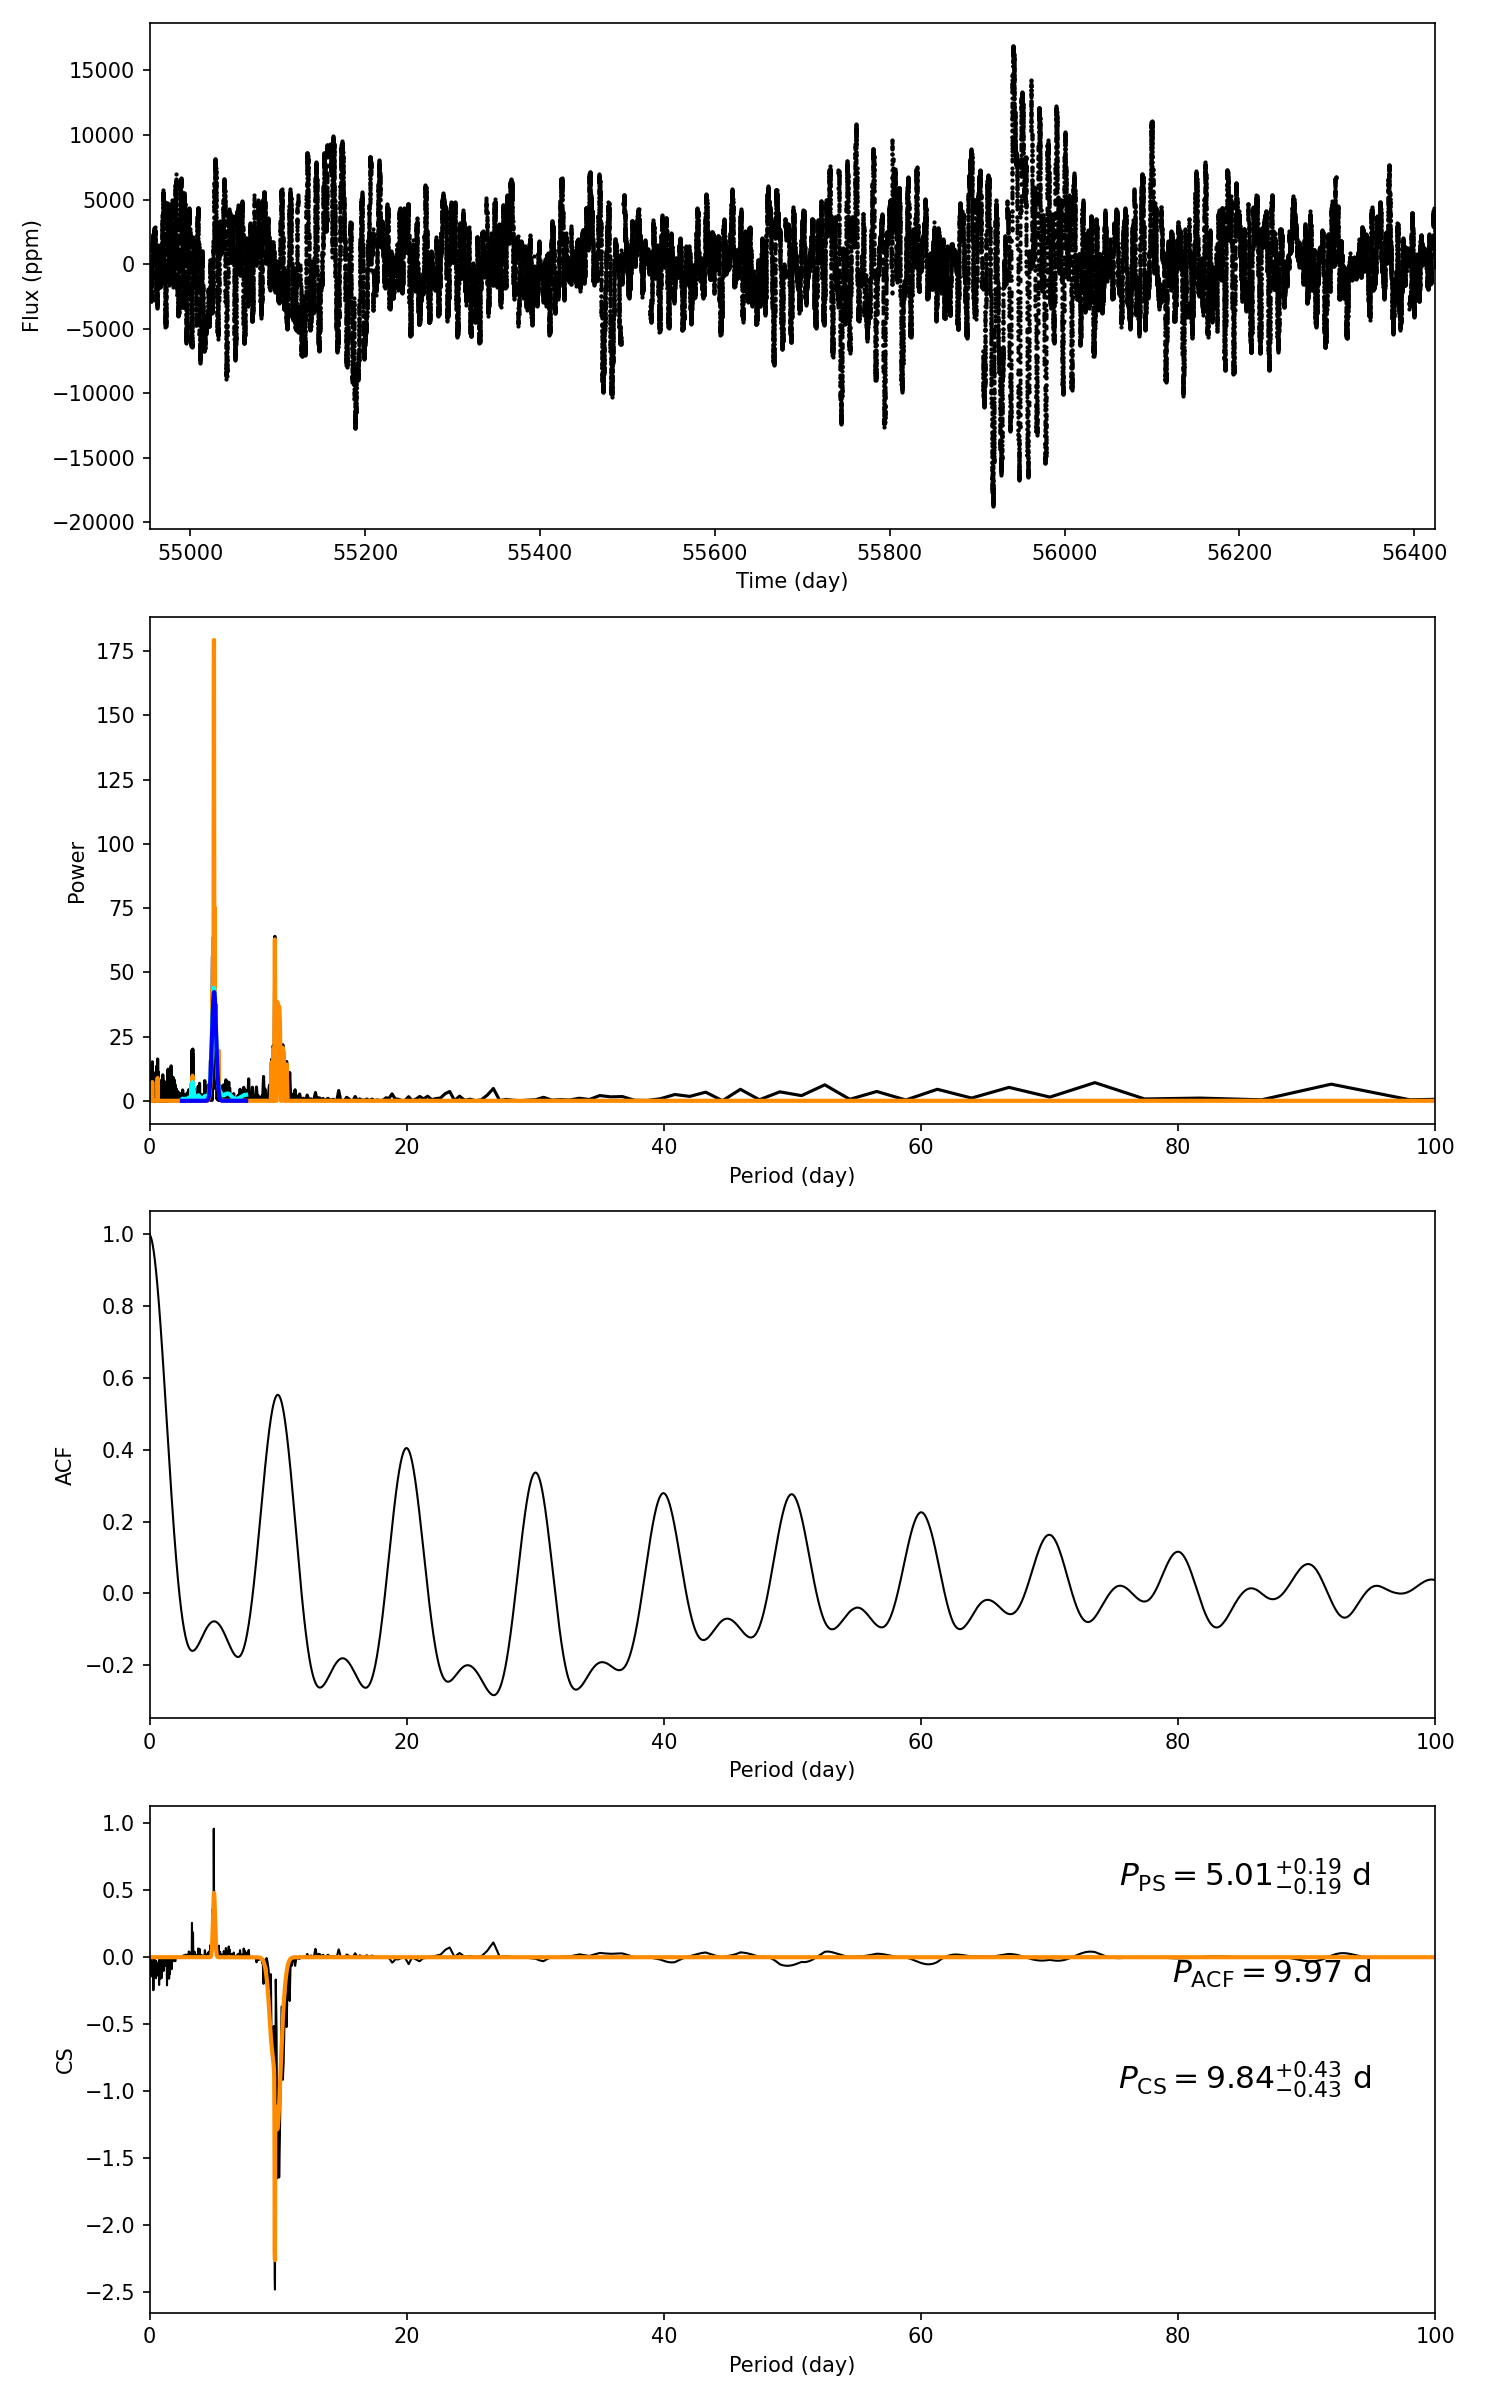 15000
10000
5000
0
−5000
−10000
−15000
−20000
Flux (ppm)
55000 55200 55400 55600 55800 56000 56200 56400
Time (day)
175
150
125
100
75
50
25
0
Power
0 20 40 60 80 100
Period (day)
1.0
0.8
0.6
0.4
0.2
0.0
−0.2
ACF
0 20 40 60 80 100
Period (day)
1.0
0.5
0.0
−0.5
−1.0
−1.5
−2.0
−2.5
CS
P_PS = 5.01^{+0.19}_{−0.19} d
P_ACF = 9.97 d
P_CS = 9.84^{+0.43}_{−0.43} d
0 20 40 60 80 100
Period (day)